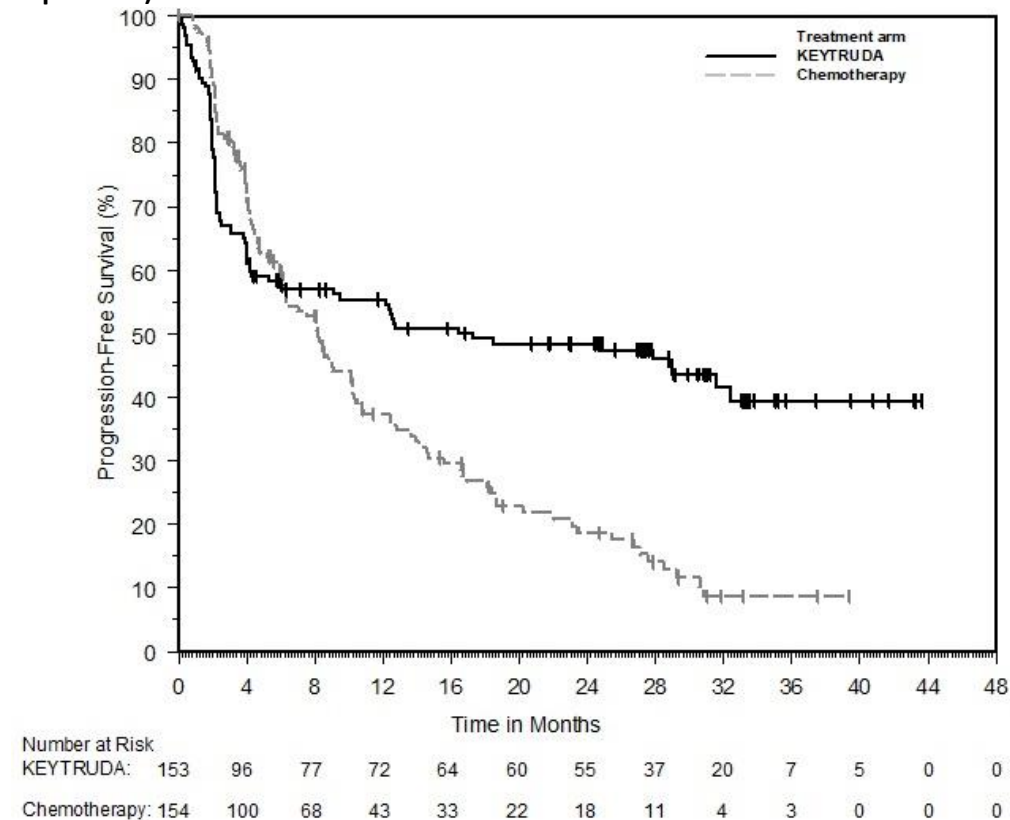 Treatment arm
KEYTRUDA
Chemotherapy
Progression-Free Survival (%)
100
90
80
70
60
50
40
30
20
10
0
0 4 8 12 16 20 24 28 32 36 40 44 48
Time in Months
Number at Risk
KEYTRUDA: 153 96 77 72 64 60 55 37 20 7 5 0 0
Chemotherapy: 154 100 68 43 33 22 18 11 4 3 0 0 0